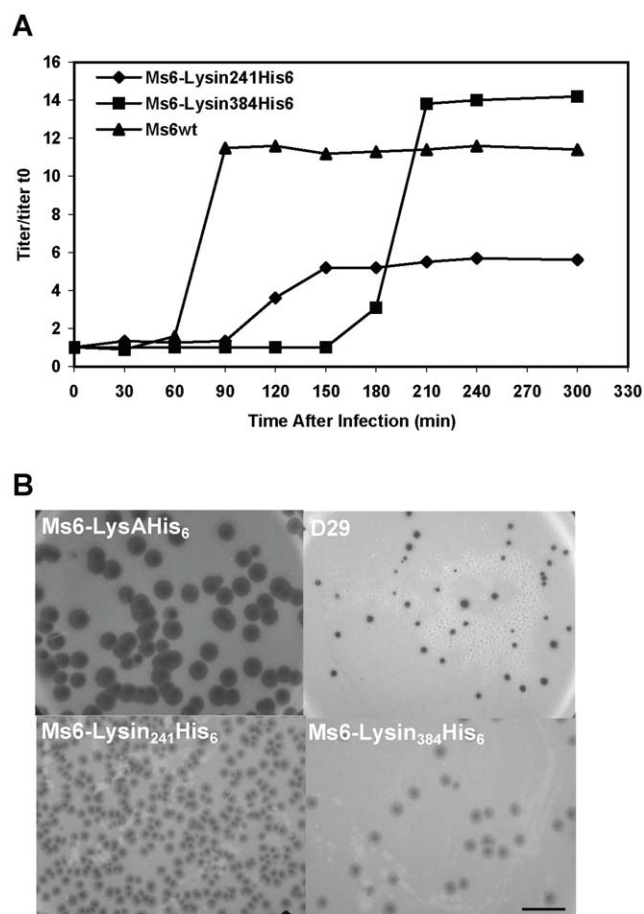 A
16
14
12
10
8
6
4
2
0
Titer/titer t0
Ms6-Lysin241His6
Ms6-Lysin384His6
Ms6wt
0 30 60 90 120 150 180 210 240 270 300 330
Time After Infection (min)
B
Ms6-LysAHis₆
D29
Ms6-Lysin₂₄₁His₆
Ms6-Lysin₃₈₄His₆